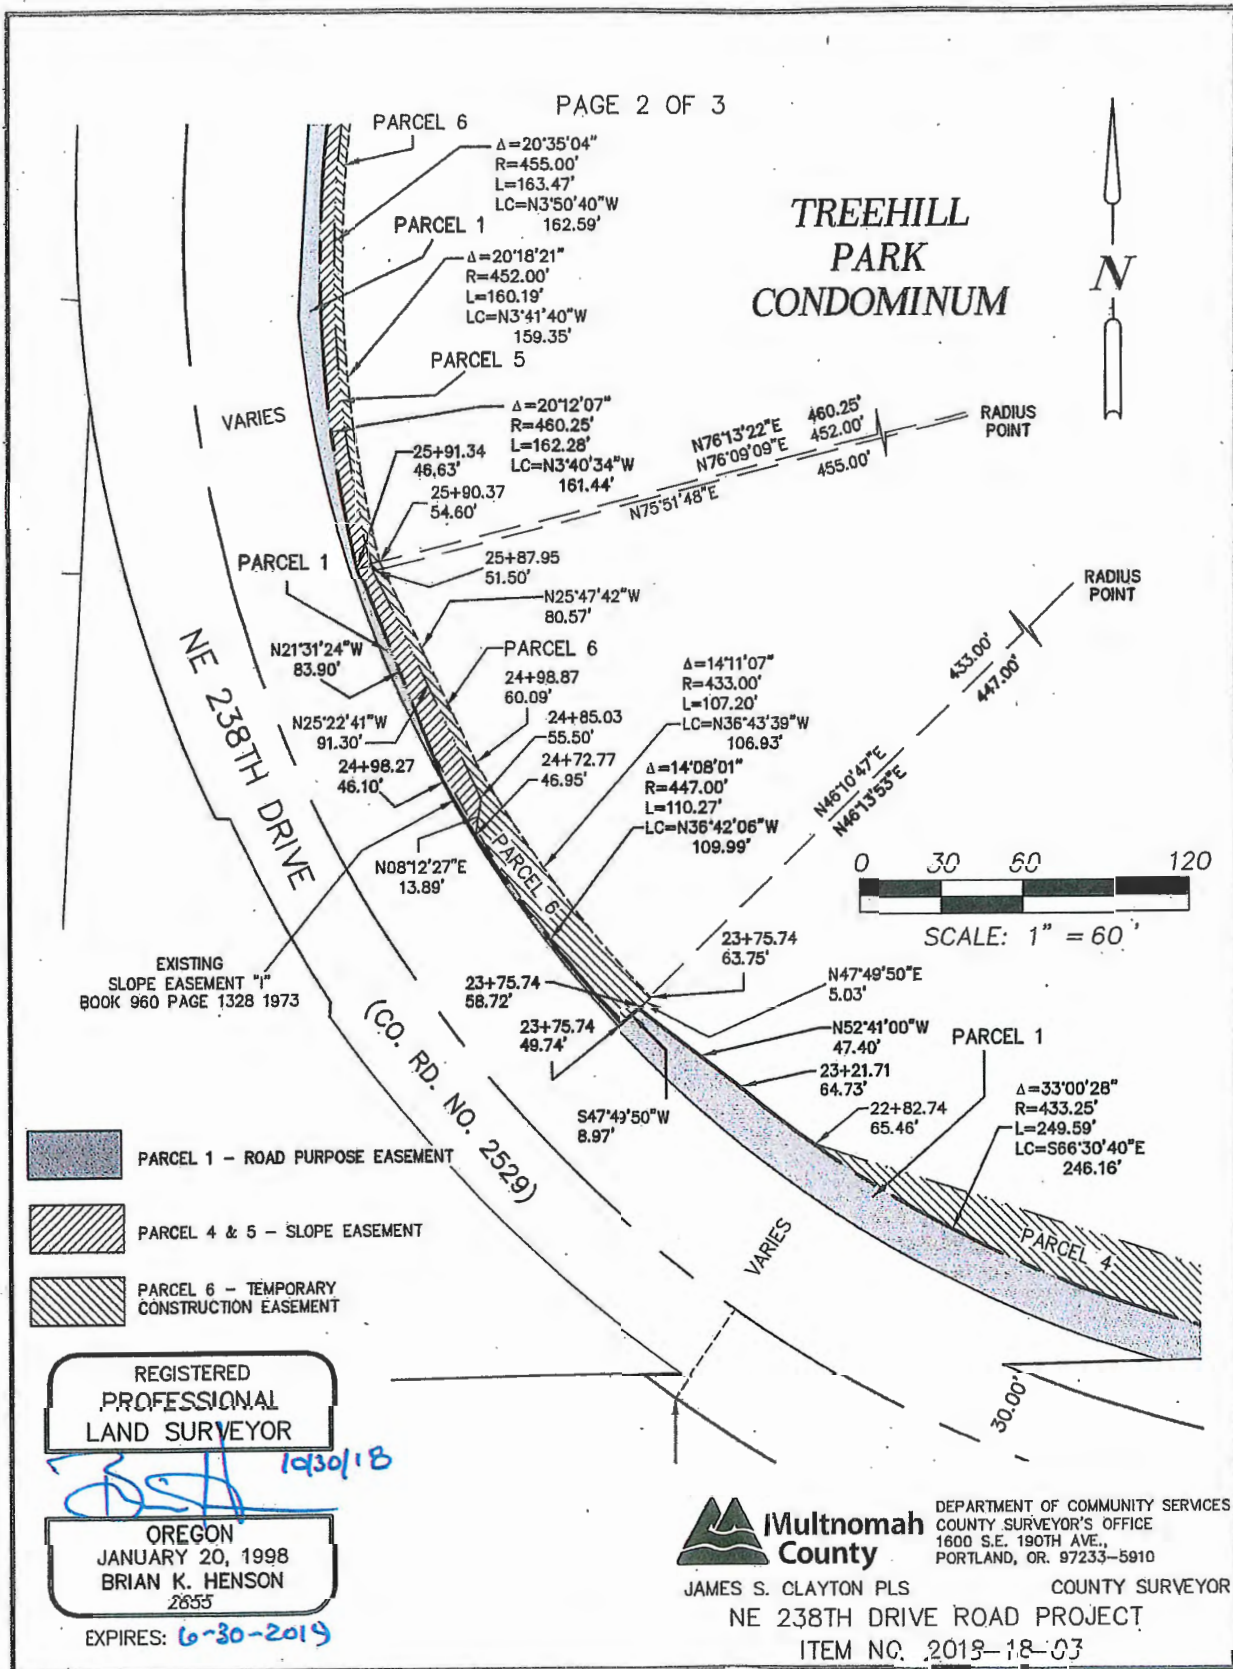 PAGE 2 OF 3
PARCEL 6
Δ=20°35'04"
R=455.00'
L=163.47'
LC=N3°50'40"W
162.59'
PARCEL 1
Δ=20°18'21"
R=452.00'
L=160.19'
LC=N3°41'40"W
159.35'
PARCEL 5
TREEHILL
PARK
CONDOMINUM
N
VARIES
Δ=20°12'07"
R=460.25'
L=162.28'
LC=N3°40'34"W
161.44'
25+91.34
46.63'
25+90.37
54.60'
N76°13'22"E 460.25'
N76°09'09"E 452.00'
N75°51'48"E 455.00'
RADIUS
POINT
PARCEL 1
25+87.95
51.50'
N25°47'42"W
80.57'
RADIUS
POINT
N21°31'24"W
83.90'
PARCEL 6
24+98.87
60.09'
Δ=14°11'07"
R=433.00'
L=107.20'
LC=N36°43'39"W
106.93'
433.00'
447.00'
N25°22'41"W
91.30'
24+85.03
55.50'
24+98.27
46.10'
24+72.77
46.95'
Δ=14°08'01"
R=447.00'
L=110.27'
LC=N36°42'06"W
109.99'
N46°10'47"E
N46°13'53"E
NE 238TH DRIVE
N08°12'27"E
13.89'
PARCEL 6
0 30 60 120
SCALE: 1" = 60'
EXISTING
SLOPE EASEMENT "I"
BOOK 960 PAGE 1328 1973
23+75.74
63.75'
23+75.74
58.72'
N47°49'50"E
5.03'
23+75.74
49.74'
N52°41'00"W
47.40'
PARCEL 1
(CO. RD. NO. 2529)
23+21.71
64.73'
S47°49'50"W
8.97'
22+82.74
65.46'
Δ=33°00'28"
R=433.25'
L=249.59'
LC=S66°30'40"E
246.16'
PARCEL 1 - ROAD PURPOSE EASEMENT
PARCEL 4 & 5 - SLOPE EASEMENT
PARCEL 6 - TEMPORARY
CONSTRUCTION EASEMENT
VARIES
PARCEL 4
30.00'
REGISTERED
PROFESSIONAL
LAND SURVEYOR
10/30/18
OREGON
JANUARY 20, 1998
BRIAN K. HENSON
2655
EXPIRES: 6-30-2019
Multnomah
County
DEPARTMENT OF COMMUNITY SERVICES
COUNTY SURVEYOR'S OFFICE
1600 S.E. 190TH AVE.,
PORTLAND, OR. 97233-5910
JAMES S. CLAYTON PLS COUNTY SURVEYOR
NE 238TH DRIVE ROAD PROJECT
ITEM NO. 2018-18-03